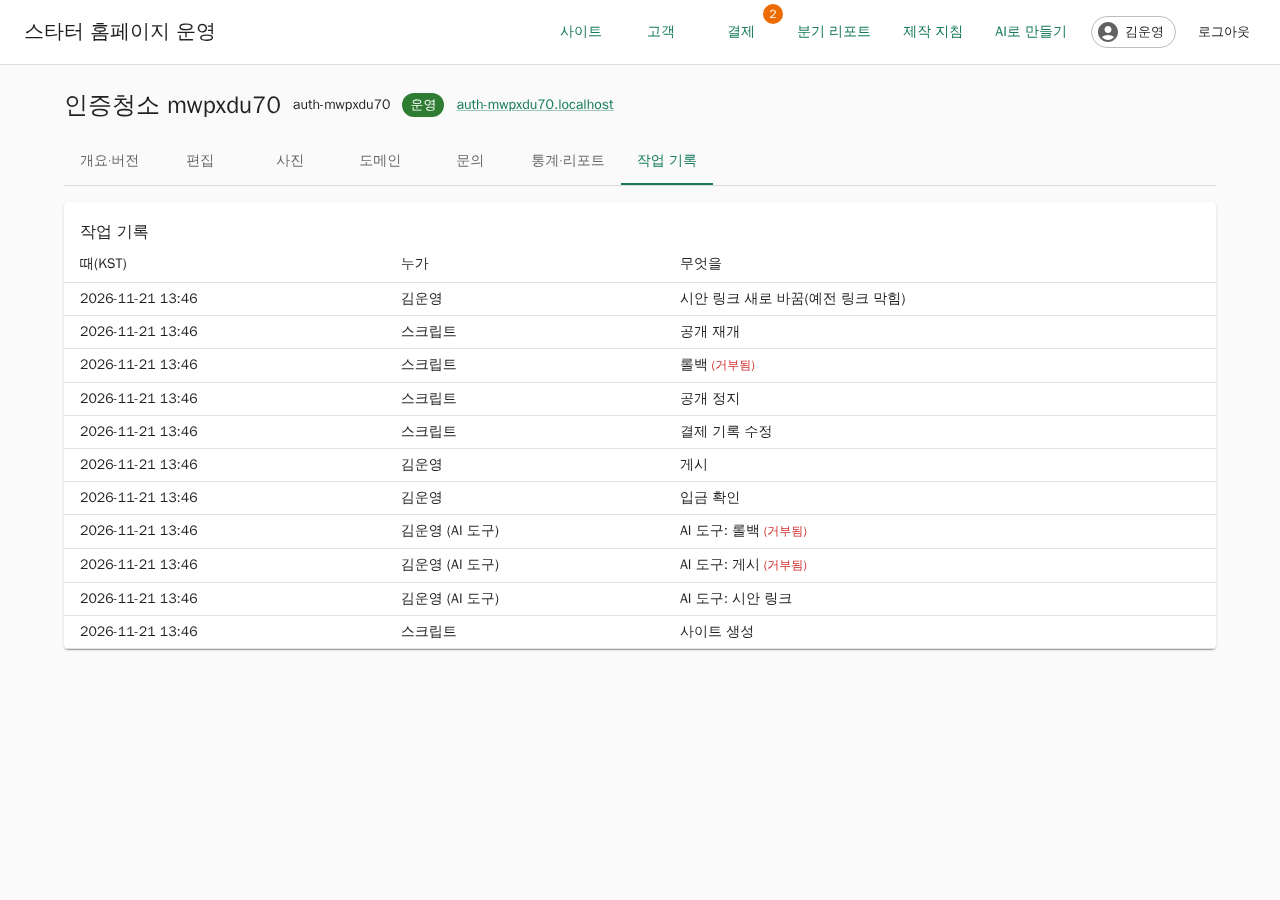 스타터 홈페이지 운영 사이트 고객 결제 2 분기 리포트 제작 지침 AI로 만들기 김운영 로그아웃
인증청소 mwpxdu70 auth-mwpxdu70 운영 auth-mwpxdu70.localhost
개요·버전 편집 사진 도메인 문의 통계·리포트 작업 기록
작업 기록
때(KST) 누가 무엇을
2026-11-21 13:46 김운영 시안 링크 새로 바꿈(예전 링크 막힘)
2026-11-21 13:46 스크립트 공개 재개
2026-11-21 13:46 스크립트 롤백 (거부됨)
2026-11-21 13:46 스크립트 공개 정지
2026-11-21 13:46 스크립트 결제 기록 수정
2026-11-21 13:46 김운영 게시
2026-11-21 13:46 김운영 입금 확인
2026-11-21 13:46 김운영 (AI 도구) AI 도구: 롤백 (거부됨)
2026-11-21 13:46 김운영 (AI 도구) AI 도구: 게시 (거부됨)
2026-11-21 13:46 김운영 (AI 도구) AI 도구: 시안 링크
2026-11-21 13:46 스크립트 사이트 생성